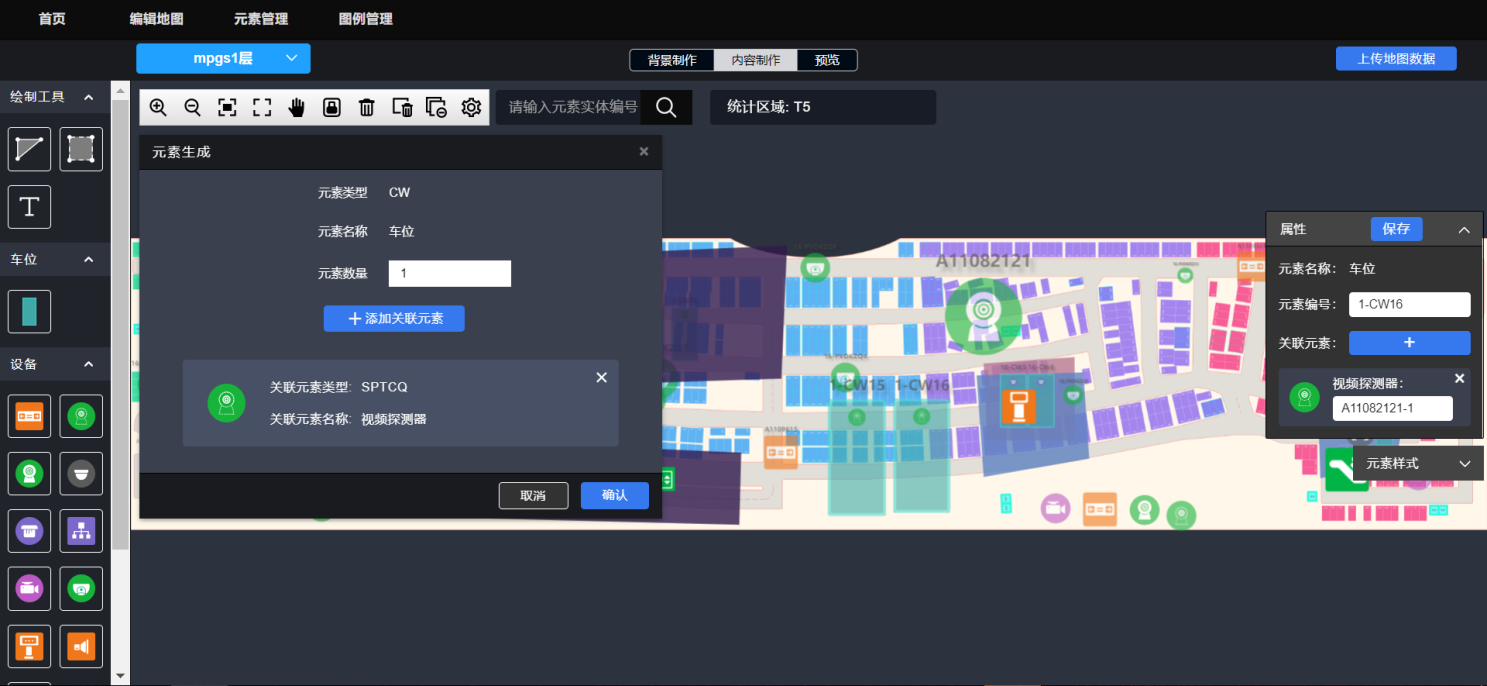 首页 编辑地图 元素管理 图例管理
mpgs1层 背景制作 内容制作 预览 上传地图数据
绘制工具
请输入元素实体编号
统计区域: T5
元素生成
元素类型 CW
元素名称 车位
元素数量 1
添加关联元素
关联元素类型: SPTCQ
关联元素名称: 视频探测器
取消 确认
T
车位
设备
A11082121
1-CW15 1-CW16
属性 保存
元素名称: 车位
元素编号: 1-CW16
关联元素: +
视频探测器:
A11082121-1
元素样式